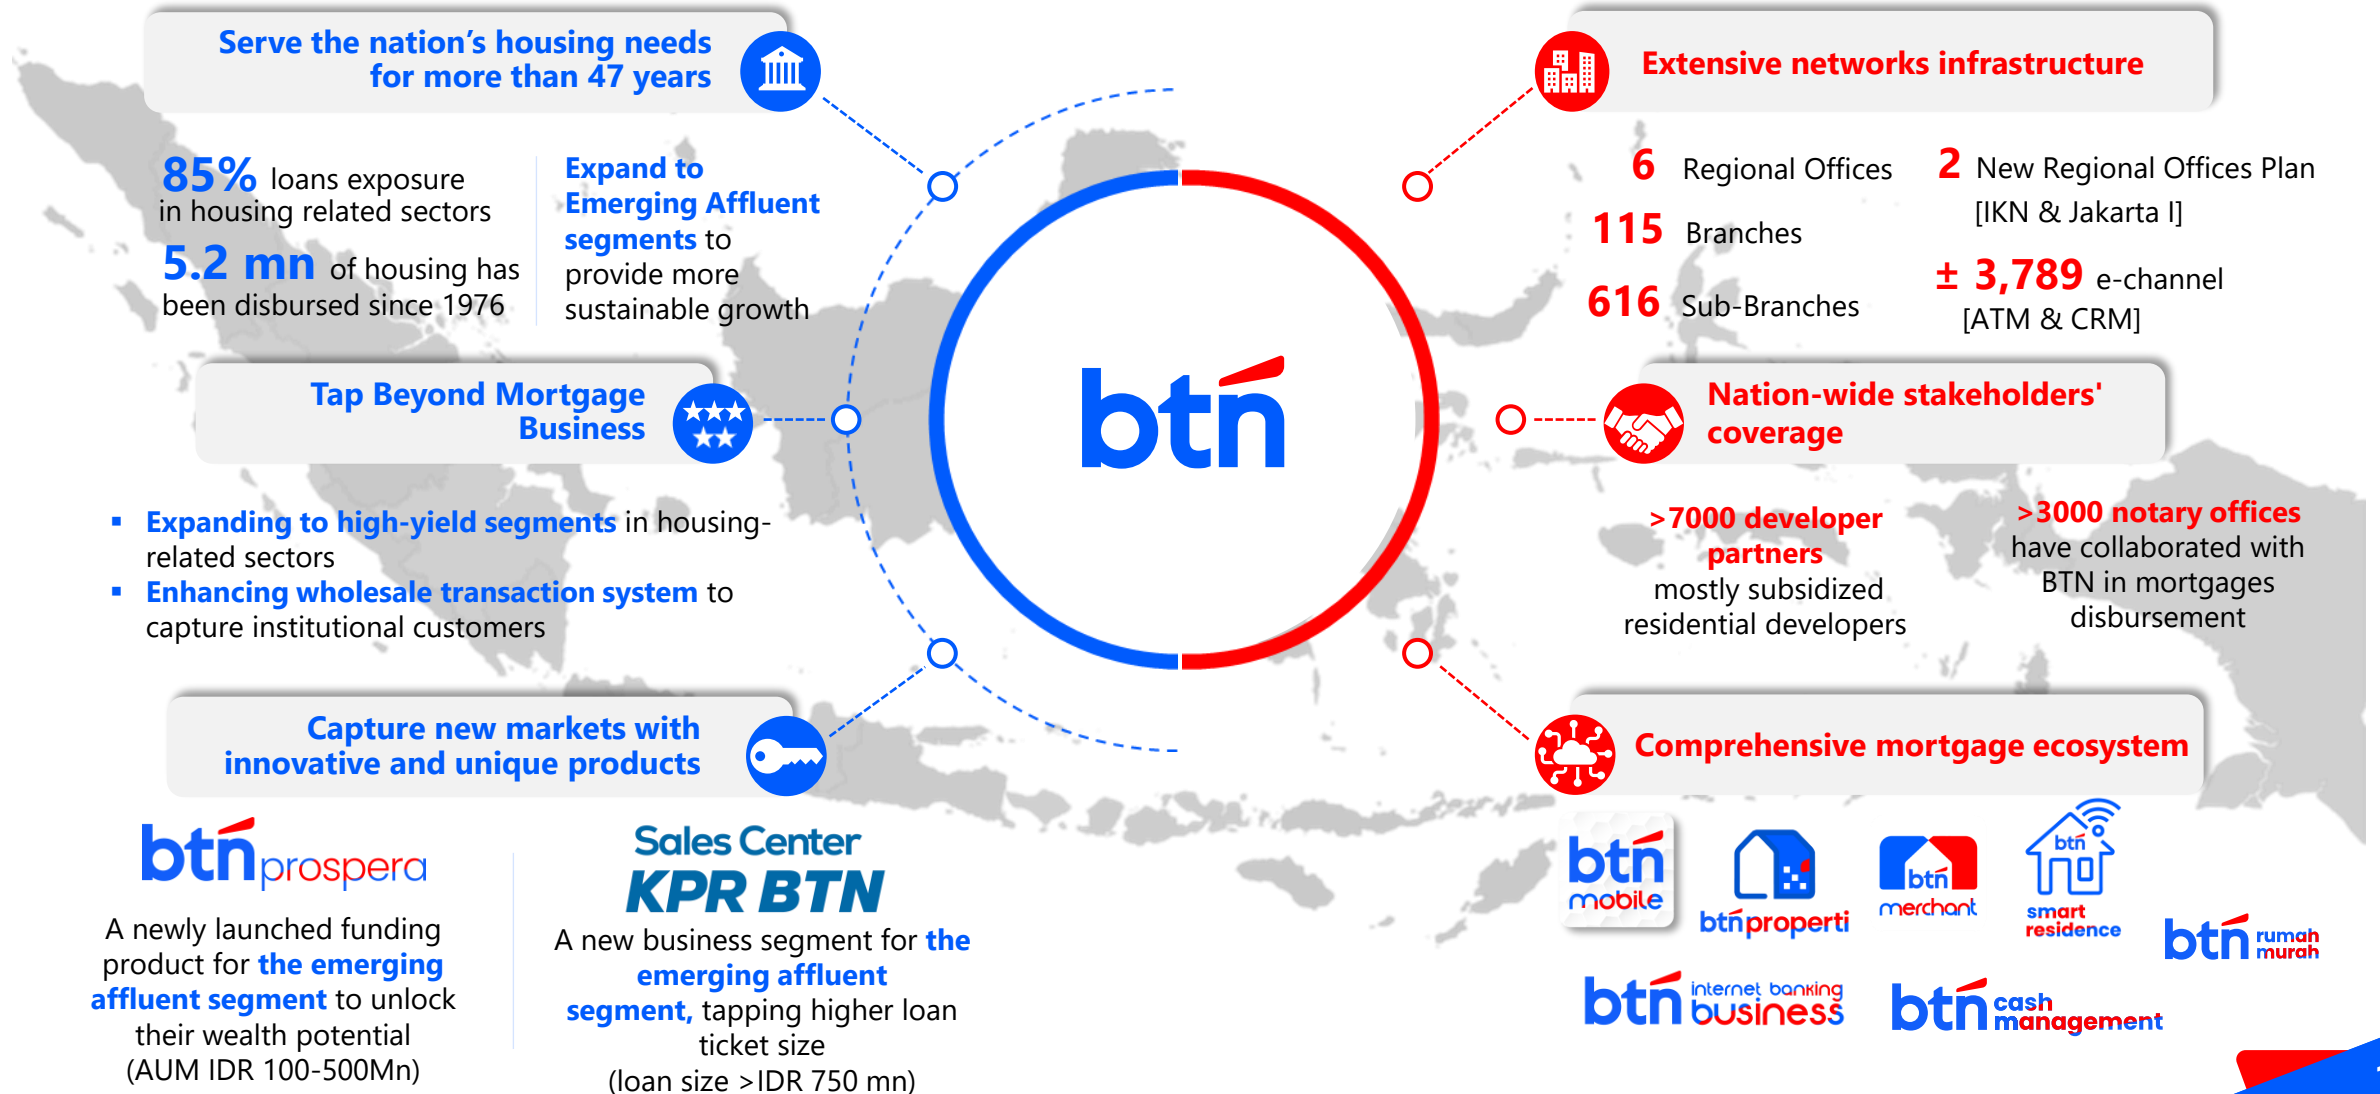 Serve the nation's housing needs
for more than 47 years
85% loans exposure
in housing related sectors
5.2 mn of housing has
been disbursed since 1976
Expand to
Emerging Affluent
segments to
provide more
sustainable growth
Tap Beyond Mortgage
Business
▪ Expanding to high-yield segments in housing-
related sectors
▪ Enhancing wholesale transaction system to
capture institutional customers
Capture new markets with
innovative and unique products
btn prospera
A newly launched funding
product for the emerging
affluent segment to unlock
their wealth potential
(AUM IDR 100-500Mn)
Sales Center
KPR BTN
A new business segment for the
emerging affluent
segment, tapping higher loan
ticket size
(loan size >IDR 750 mn)
btn
Extensive networks infrastructure
6 Regional Offices
115 Branches
616 Sub-Branches
2 New Regional Offices Plan
[IKN & Jakarta I]
± 3,789 e-channel
[ATM & CRM]
Nation-wide stakeholders'
coverage
>7000 developer
partners
mostly subsidized
residential developers
>3000 notary offices
have collaborated with
BTN in mortgages
disbursement
Comprehensive mortgage ecosystem
btn
mobile
btnproperti
btn
merchant
btn
smart
residence
btn rumah
murah
btn internet banking
business
btn cash
management